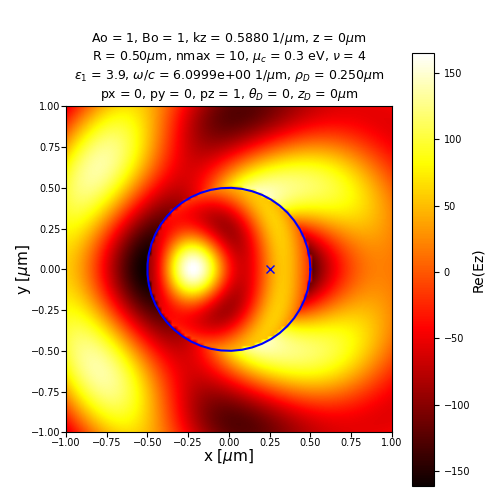 Ao = 1, Bo = 1, kz = 0.5880 1/μm, z = 0μm
R = 0.50μm, nmax = 10, μ_c = 0.3 eV, ν = 4
ε₁ = 3.9, ω/c = 6.0999e+00 1/μm, ρ_D = 0.250μm
px = 0, py = 0, pz = 1, θ_D = 0, z_D = 0μm
1.00
0.75
0.50
0.25
0.00
−0.25
−0.50
−0.75
−1.00
y [μm]
−1.00 −0.75 −0.50 −0.25 0.00 0.25 0.50 0.75 1.00
x [μm]
150
100
50
0
−50
−100
−150
Re(Ez)